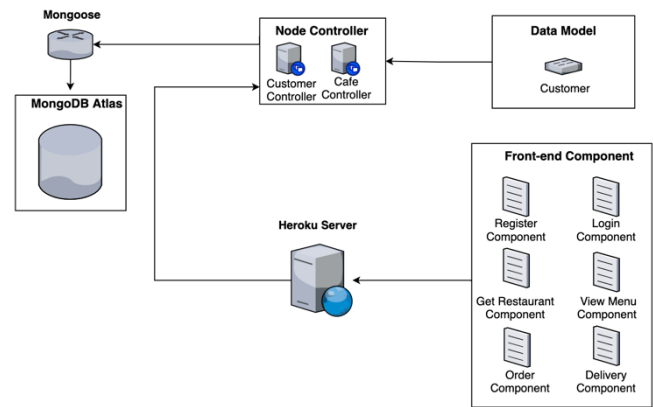 Mongoose
MongoDB Atlas
Node Controller
Customer
Controller
Cafe
Controller
Data Model
Customer
Heroku Server
Front-end Component
Register
Component
Login
Component
Get Restaurant
Component
View Menu
Component
Order
Component
Delivery
Component